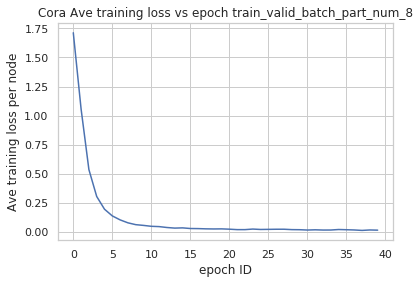 Cora Ave training loss vs epoch train_valid_batch_part_num_8
Ave training loss per node
1.75
1.50
1.25
1.00
0.75
0.50
0.25
0.00
0 5 10 15 20 25 30 35 40
epoch ID